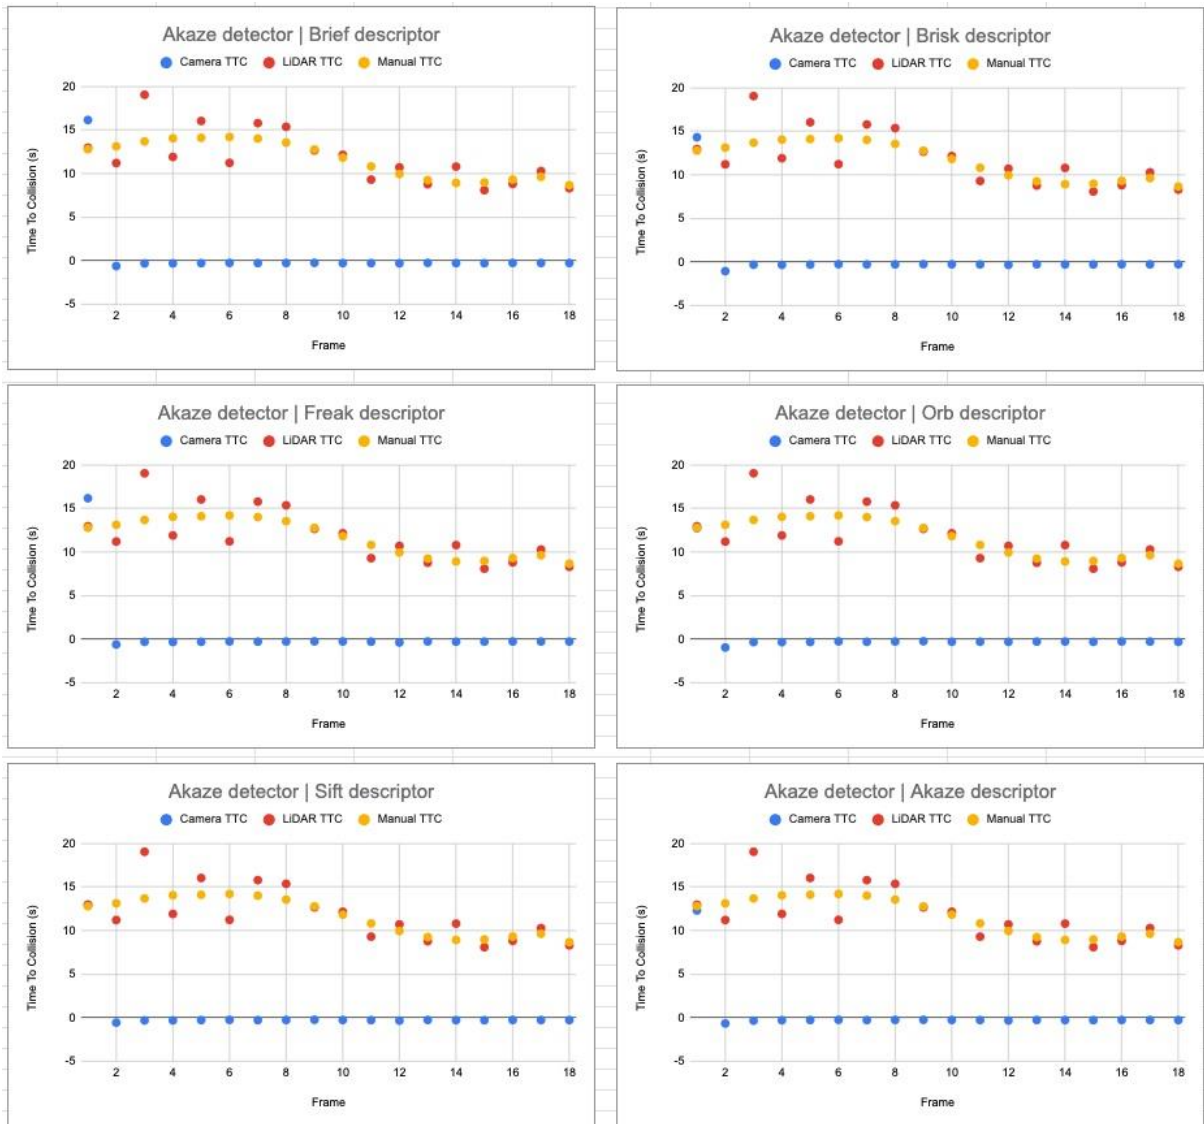 Akaze detector | Brief descriptor
Camera TTC LiDAR TTC Manual TTC
20
15
10
5
0
-5
Time To Collision (s)
2 4 6 8 10 12 14 16 18
Frame
Akaze detector | Brisk descriptor
Camera TTC LiDAR TTC Manual TTC
20
15
10
5
0
-5
Time To Collision (s)
2 4 6 8 10 12 14 16 18
Frame
Akaze detector | Freak descriptor
Camera TTC LiDAR TTC Manual TTC
20
15
10
5
0
-5
Time To Collision (s)
2 4 6 8 10 12 14 16 18
Frame
Akaze detector | Orb descriptor
Camera TTC LiDAR TTC Manual TTC
20
15
10
5
0
-5
Time To Collision (s)
2 4 6 8 10 12 14 16 18
Frame
Akaze detector | Sift descriptor
Camera TTC LiDAR TTC Manual TTC
20
15
10
5
0
-5
Time To Collision (s)
2 4 6 8 10 12 14 16 18
Frame
Akaze detector | Akaze descriptor
Camera TTC LiDAR TTC Manual TTC
20
15
10
5
0
-5
Time To Collision (s)
2 4 6 8 10 12 14 16 18
Frame